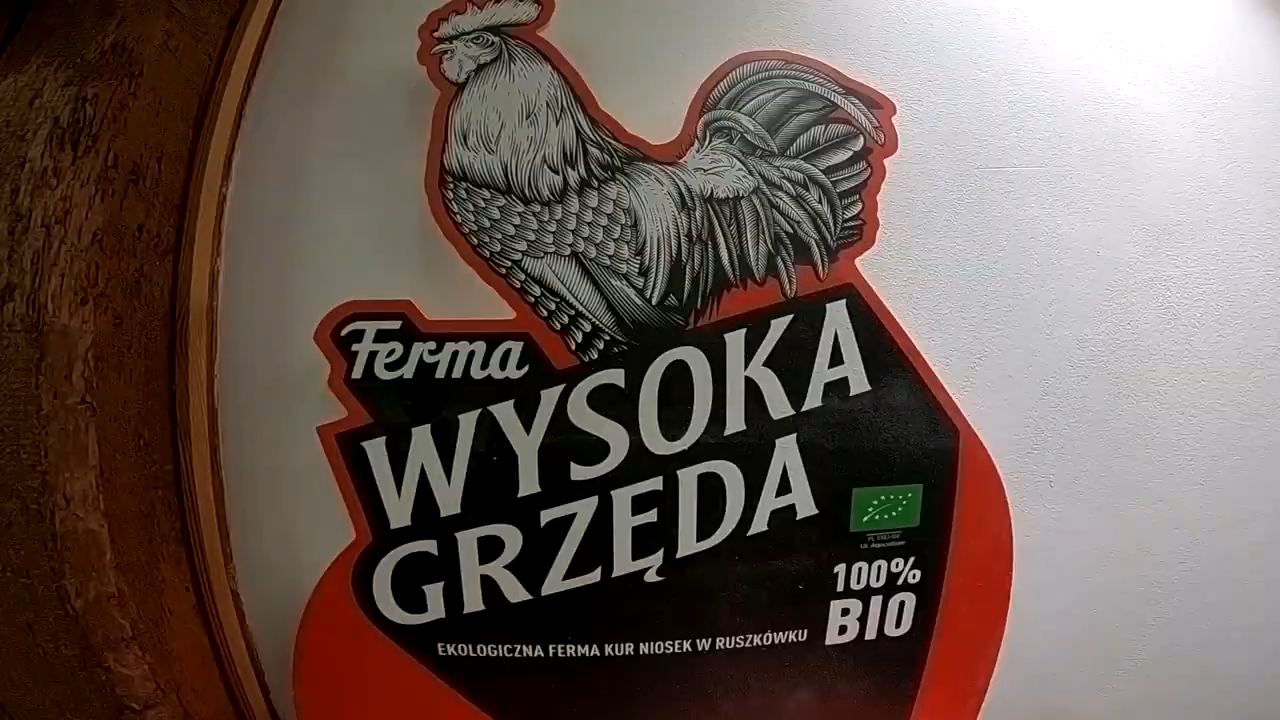 Ferma
WYSOKA
GRZĘDA
100%
BIO
EKOLOGICZNA FERMA KUR NIOSEK W RUSZKÓWKU